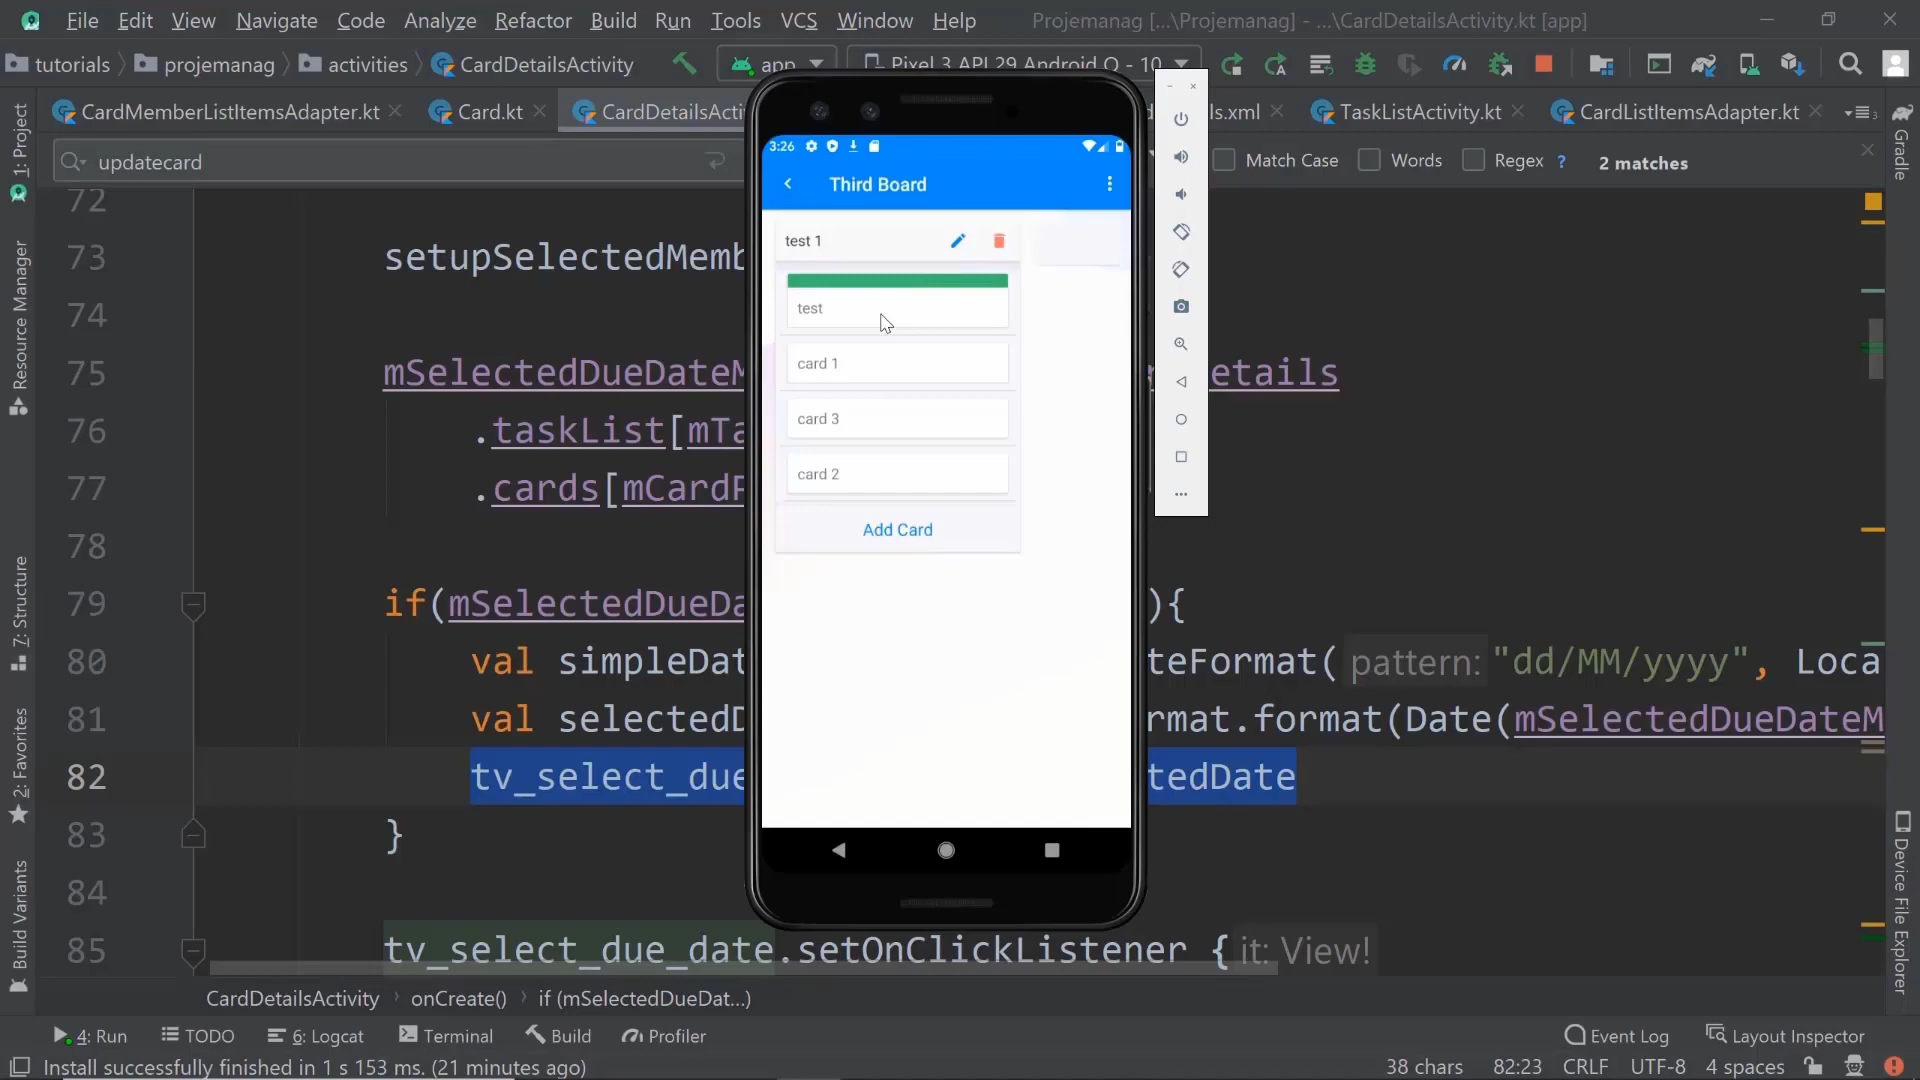 File Edit View Navigate Code Analyze Refactor Build Run Tools VCS Window Help Projemanag [...\Projemanag] - ...\CardDetailsActivity.kt [app]
tutorials projemanag activities CardDetailsActivity app Pixel 3 API 29 Android Q - 10
CardMemberListItemsAdapter.kt Card.kt CardDetailsActi ls.xml TaskListActivity.kt CardListItemsAdapter.kt
updatecard Match Case Words Regex ? 2 matches
1: Project
Resource Manager
7: Structure
2: Favorites
Build Variants
72
73 setupSelectedMemb
74
75 mSelectedDueDateM etails
76 .taskList[mTa
77 .cards[mCardP
78
79 if(mSelectedDueDa ){
80 val simpleDat teFormat( pattern: "dd/MM/yyyy", Loca
81 val selectedD rmat.format(Date(mSelectedDueDateM
82 tv_select_due tedDate
83 }
84
85 tv_select_due_date.setOnClickListener { it: View!
3:26
Third Board
test 1
test
card 1
card 3
card 2
Add Card
Gradle
Device File Explorer
CardDetailsActivity onCreate() if (mSelectedDueDat...)
4: Run TODO 6: Logcat Terminal Build Profiler Event Log Layout Inspector
Install successfully finished in 1 s 153 ms. (21 minutes ago) 38 chars 82:23 CRLF UTF-8 4 spaces